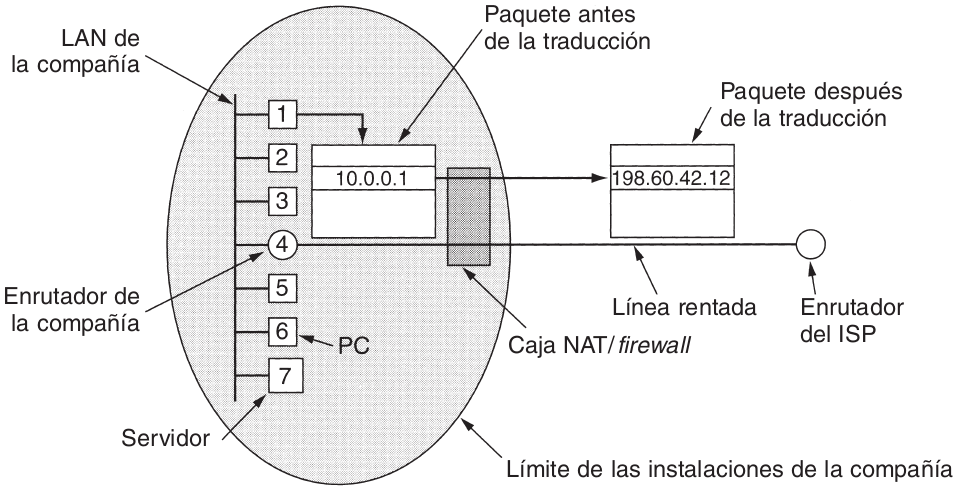 Paquete antes
de la traducción
LAN de
la compañía
Paquete después
de la traducción
1
2
3
4
5
6
7
10.0.0.1
198.60.42.12
Enrutador de
la compañía
PC
Servidor
Caja NAT/firewall
Línea rentada
Enrutador
del ISP
Límite de las instalaciones de la compañía